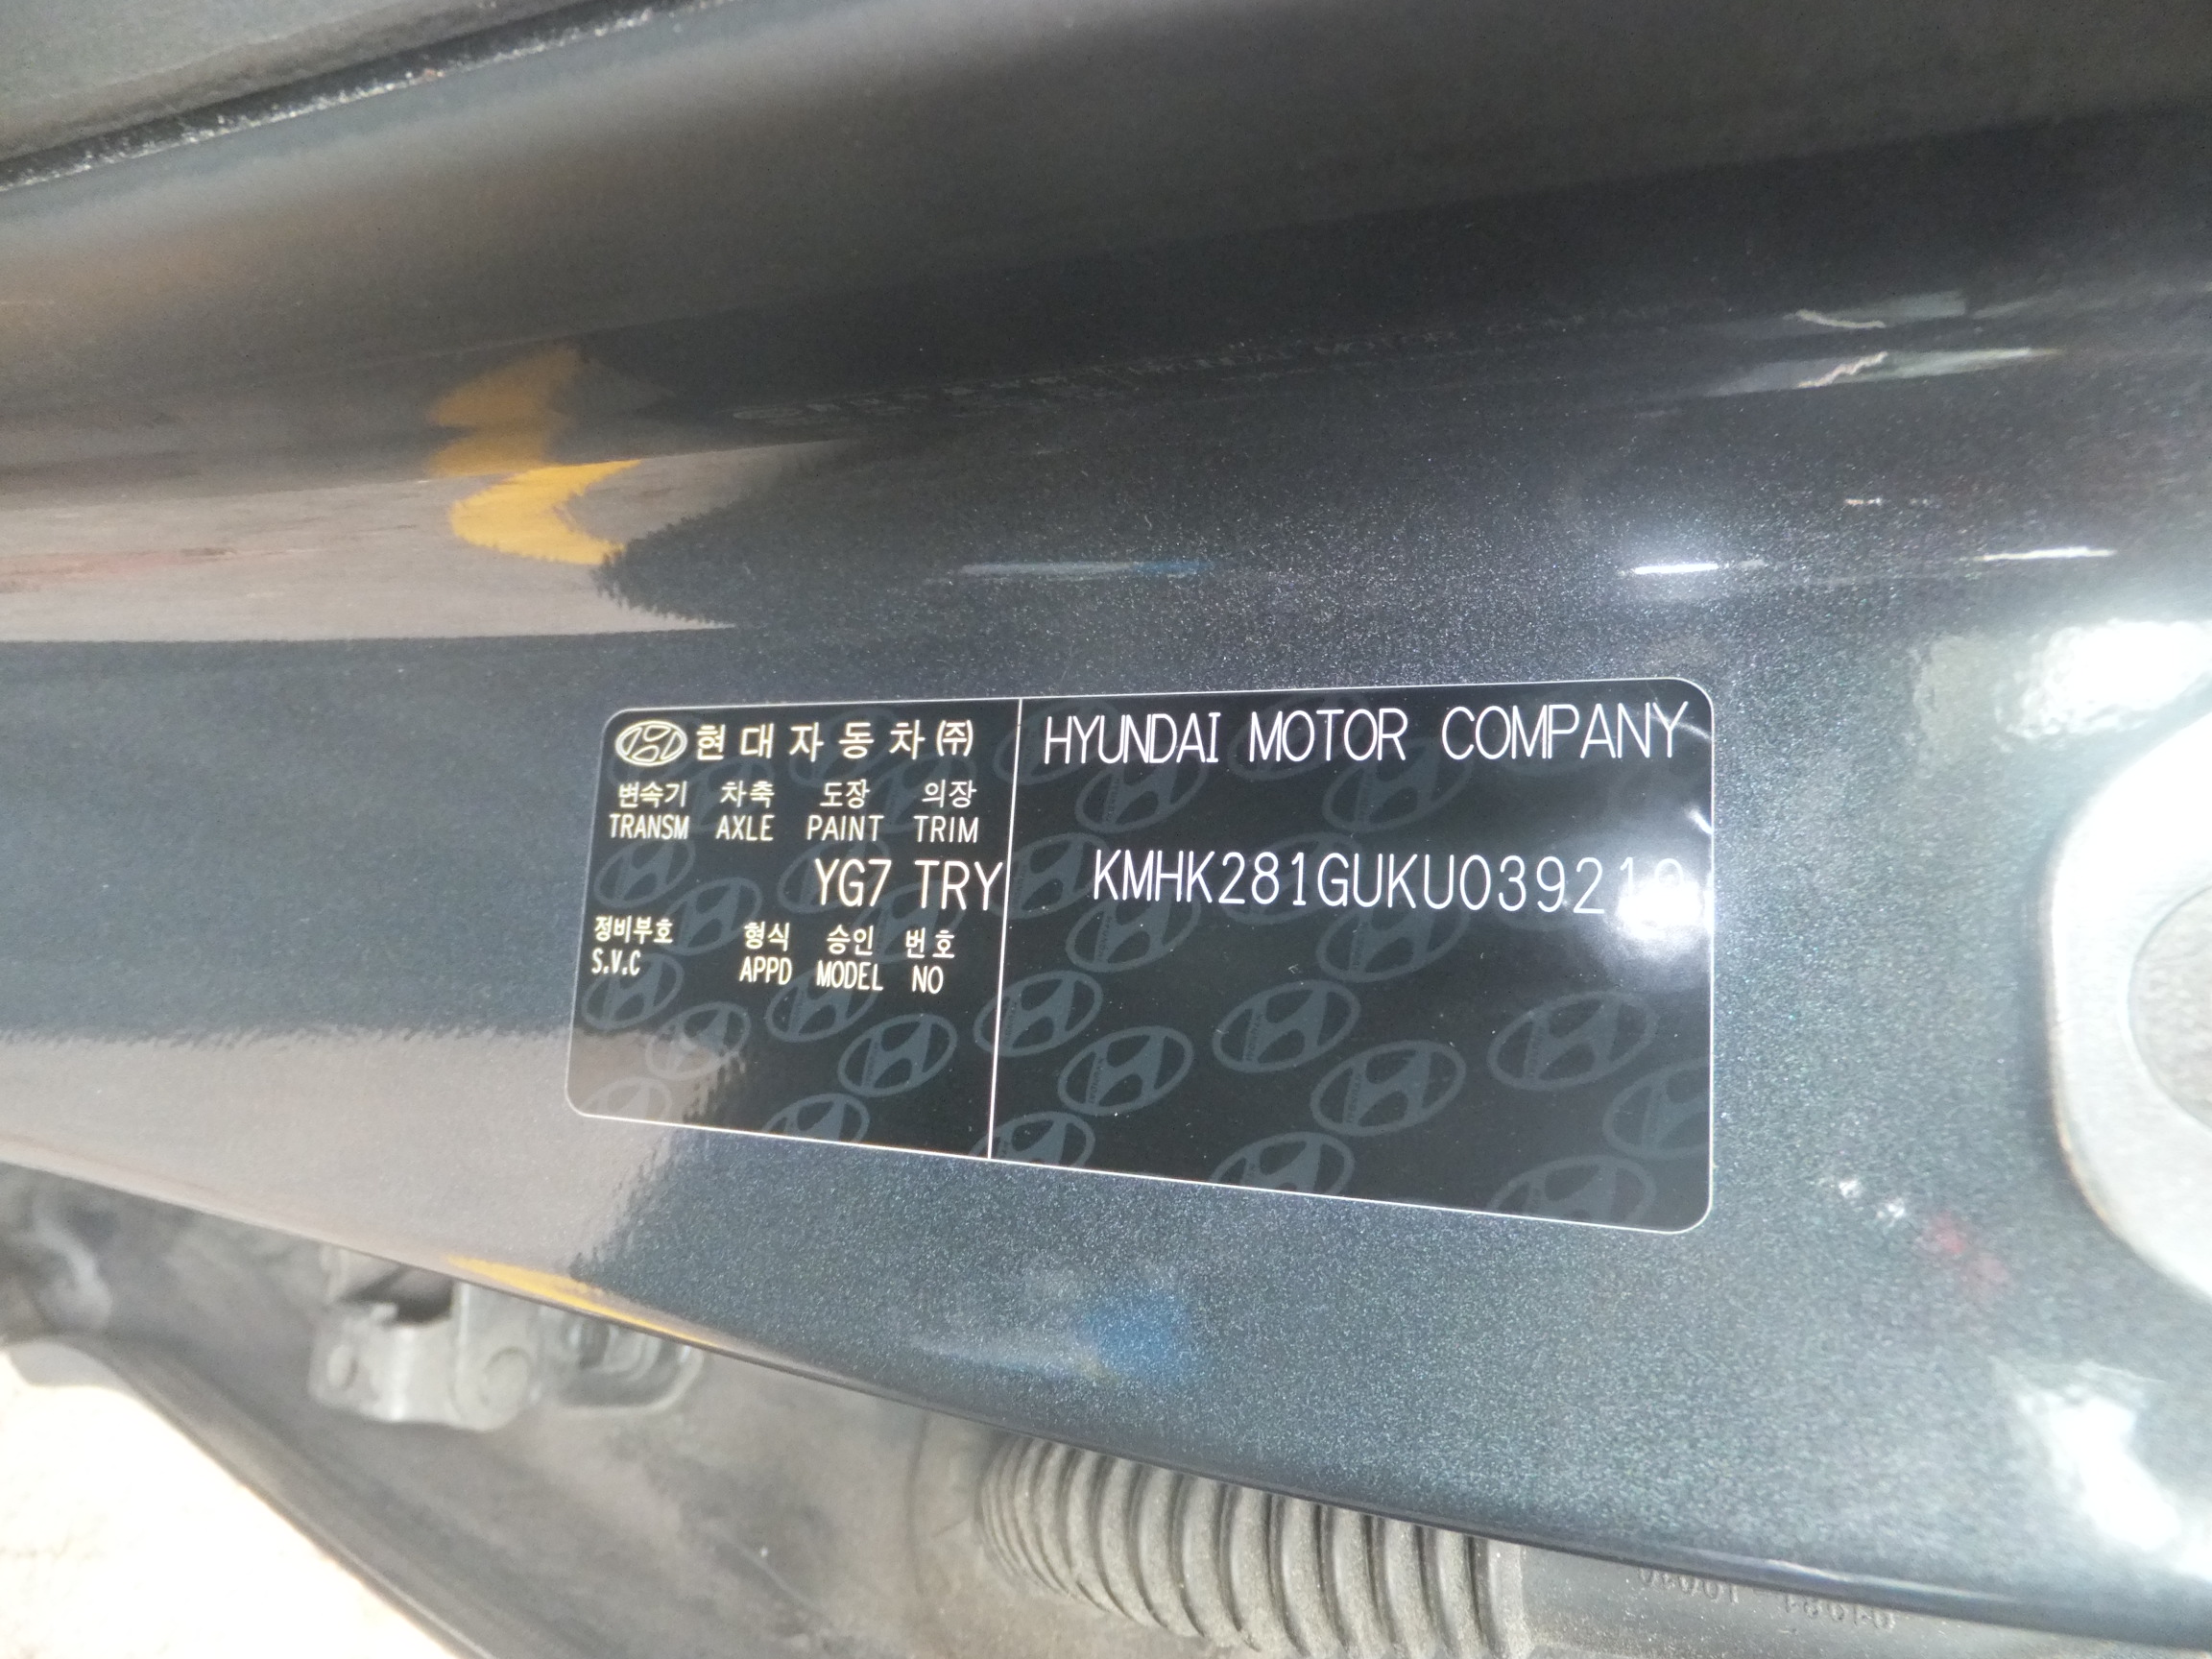 현대자동차㈜
변속기 차축 도장 의장
TRANSM AXLE PAINT TRIM
YG7 TRY
정비부호 형식 승인 번호
S.V.C APPD MODEL NO
HYUNDAI MOTOR COMPANY